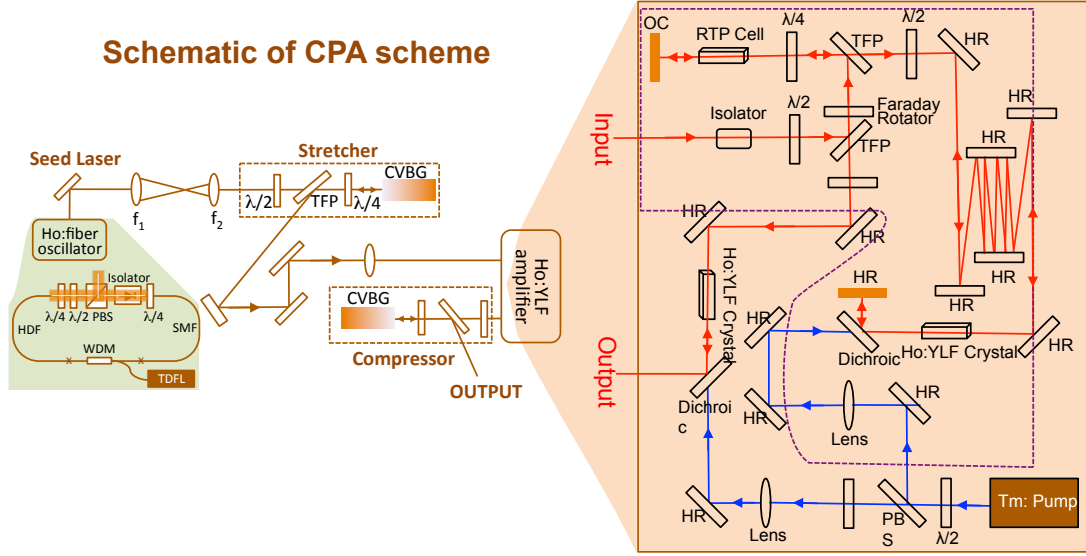 Schematic of CPA scheme
Seed Laser
Stretcher
CVBG
λ/2
TFP
λ/4
f1
f2
Ho:fiber
oscillator
Isolator
λ/4
λ/2
PBS
λ/4
HDF
SMF
WDM
TDFL
Ho:YLF
amplifier
CVBG
Compressor
OUTPUT
OC
RTP Cell
λ/4
TFP
λ/2
HR
Input
Isolator
λ/2
Faraday
Rotator
TFP
HR
HR
HR
HR
HR
HR
Ho:YLF Crystal
HR
HR
Dichroic
Ho:YLF Crystal
HR
Output
Dichroi
c
HR
Lens
HR
HR
Lens
PB
S
λ/2
Tm: Pump